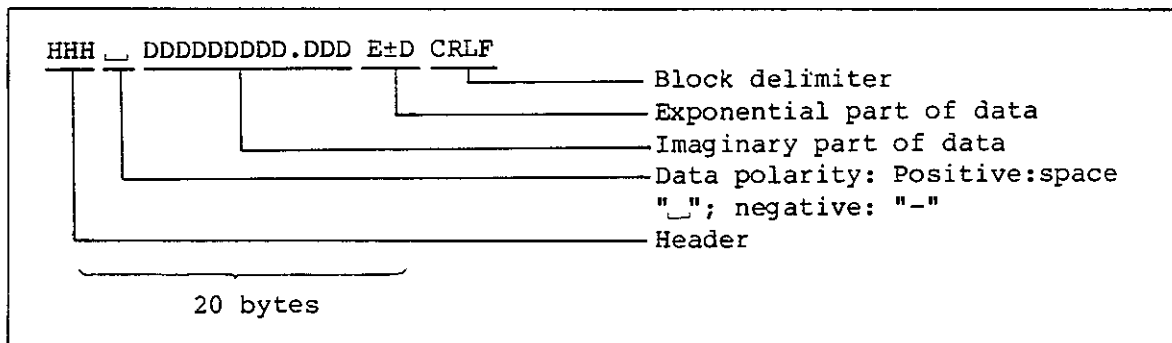 HHH ␣ DDDDDDDDD.DDD E±D CRLF
Block delimiter
Exponential part of data
Imaginary part of data
Data polarity: Positive:space
"␣"; negative: "-"
Header
20 bytes